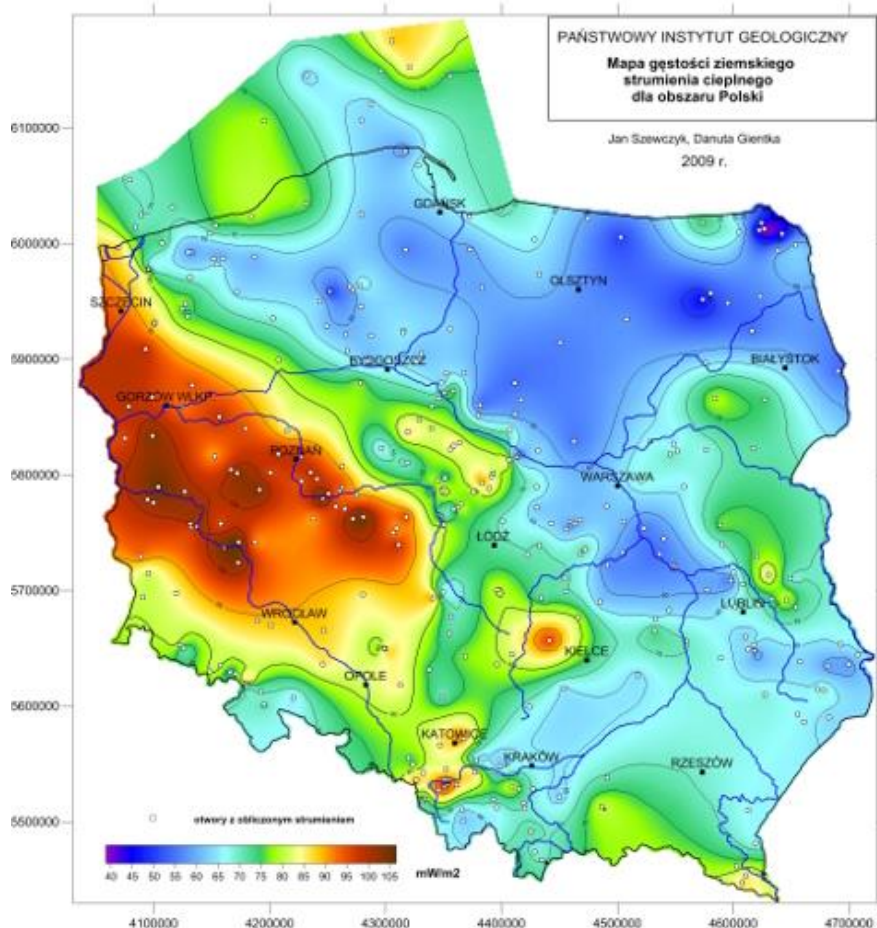 PAŃSTWOWY INSTYTUT GEOLOGICZNY
Mapa gęstości ziemskiego
strumienia cieplnego
dla obszaru Polski
Jan Szewczyk, Danuta Gientka
2009 r.
6100000
6000000
5900000
5800000
5700000
5600000
5500000
GDAŃSK
OLSZTYN
SZCZECIN
BYDGOSZCZ
BIAŁYSTOK
GORZÓW WLKP
POZNAŃ
WARSZAWA
ŁÓDŹ
LUBLIN
WROCŁAW
KIELCE
OPOLE
KATOWICE
KRAKÓW
RZESZÓW
otwory z obliczonym strumieniem
40 45 50 55 60 65 70 75 80 85 90 95 100 105
mW/m2
4100000 4200000 4300000 4400000 4500000 4600000 4700000